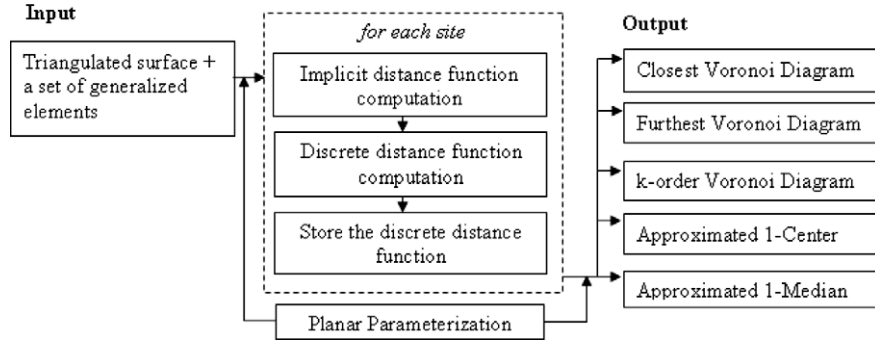 Input
Triangulated surface +
a set of generalized
elements
for each site
Implicit distance function
computation
Discrete distance function
computation
Store the discrete distance
function
Planar Parameterization
Output
Closest Voronoi Diagram
Furthest Voronoi Diagram
k-order Voronoi Diagram
Approximated 1-Center
Approximated 1-Median